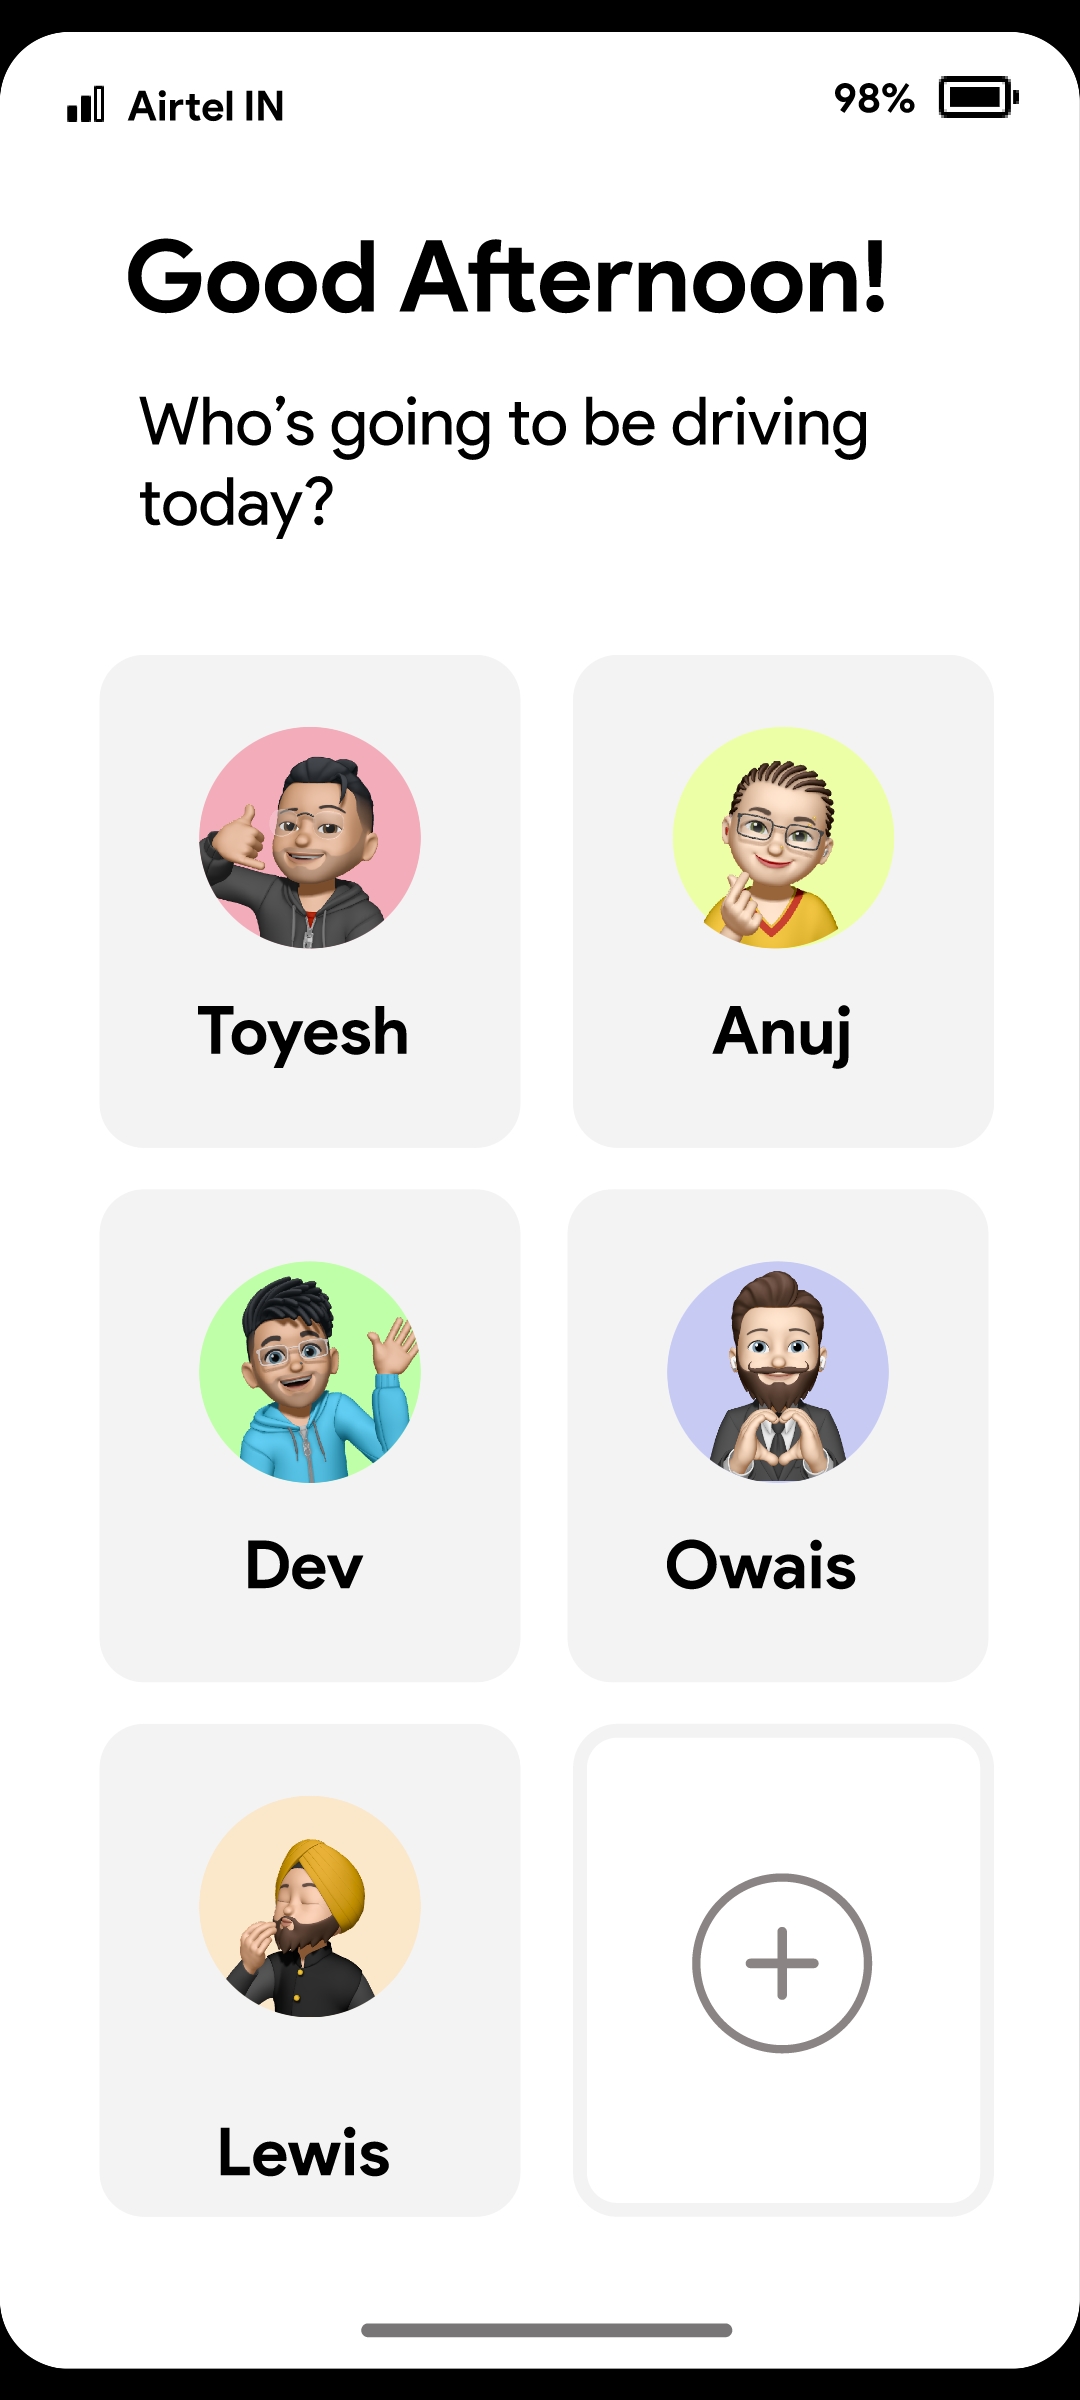 Airtel IN 98%
Good Afternoon!
Who’s going to be driving
today?
Toyesh Anuj
Dev Owais
Lewis